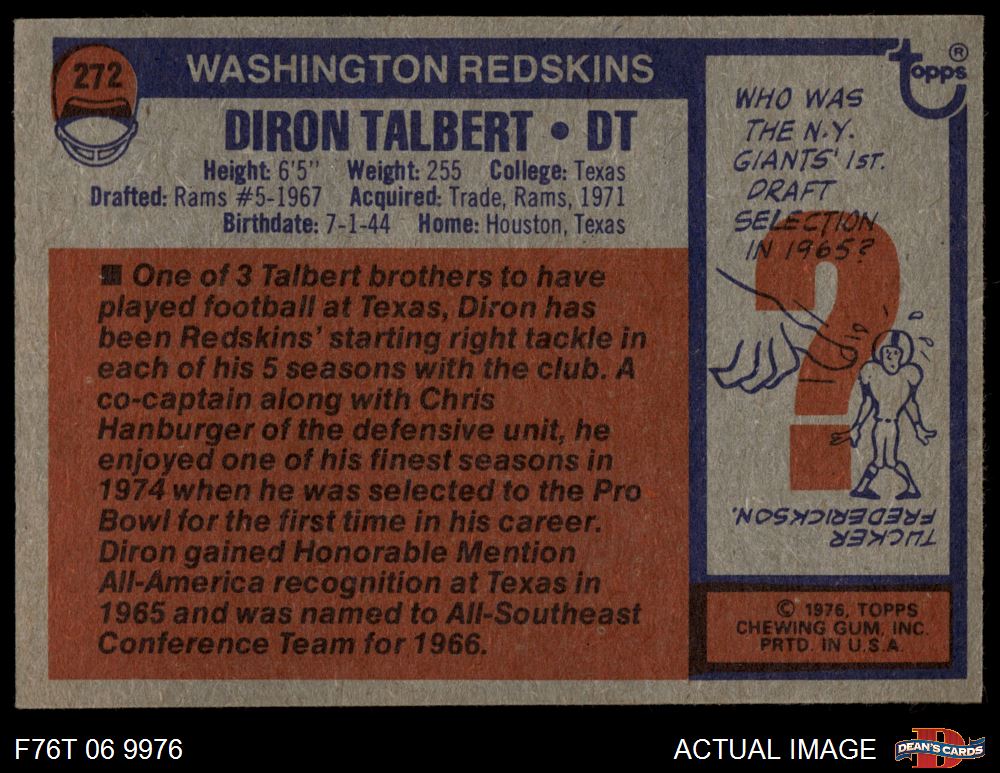 272
WASHINGTON REDSKINS
DIRON TALBERT • DT
Height: 6'5" Weight: 255 College: Texas
Drafted: Rams #5-1967 Acquired: Trade, Rams, 1971
Birthdate: 7-1-44 Home: Houston, Texas
■ One of 3 Talbert brothers to have
played football at Texas, Diron has
been Redskins' starting right tackle in
each of his 5 seasons with the club. A
co-captain along with Chris
Hanburger of the defensive unit, he
enjoyed one of his finest seasons in
1974 when he was selected to the Pro
Bowl for the first time in his career.
Diron gained Honorable Mention
All-America recognition at Texas in
1965 and was named to All-Southeast
Conference Team for 1966.
Topps ®
WHO WAS
THE N.Y.
GIANTS' 1ST.
DRAFT
SELECTION
IN 1965?
?
TUCKER
FREDERICKSON.
© 1976, TOPPS
CHEWING GUM, INC.
PRTD. IN U.S.A.
F76T 06 9976
ACTUAL IMAGE
D
DEAN'S CARDS